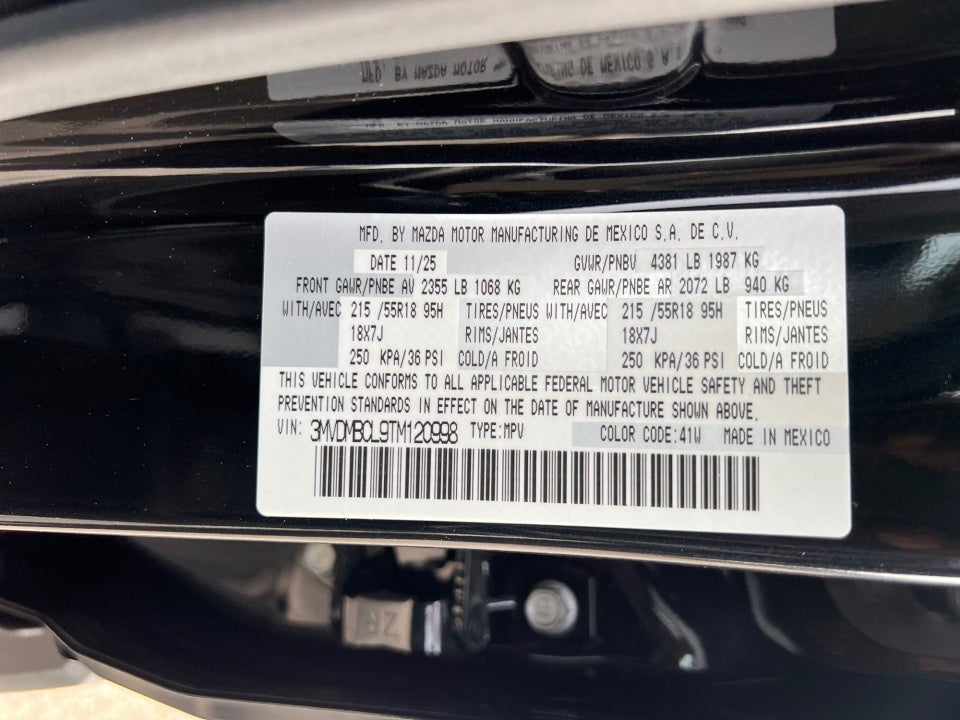 MFD. BY MAZDA MOTOR MANUFACTURING DE MEXICO S.A. DE C.V.
DATE 11/25 GVWR/PNBV 4381 LB 1987 KG
FRONT GAWR/PNBE AV 2355 LB 1068 KG REAR GAWR/PNBE AR 2072 LB 940 KG
WITH/AVEC 215 /55R18 95H TIRES/PNEUS WITH/AVEC 215 /55R18 95H TIRES/PNEUS
18X7J RIMS/JANTES 18X7J RIMS/JANTES
250 KPA/36 PSI COLD/A FROID 250 KPA/36 PSI COLD/A FROID
THIS VEHICLE CONFORMS TO ALL APPLICABLE FEDERAL MOTOR VEHICLE SAFETY AND THEFT
PREVENTION STANDARDS IN EFFECT ON THE DATE OF MANUFACTURE SHOWN ABOVE.
VIN: 3MVDMBCL9TM120998 TYPE:MPV COLOR CODE:41W MADE IN MEXICO